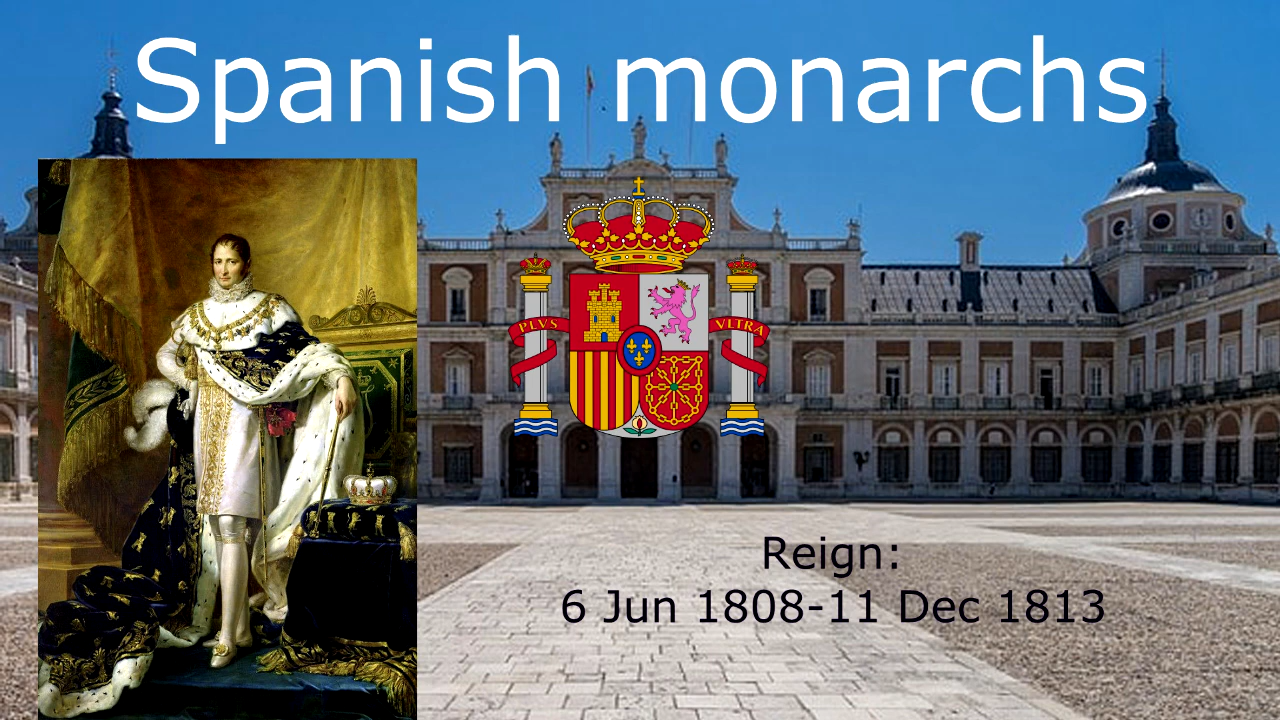 Spanish monarchs
PLVS
VLTRA
Reign:
6 Jun 1808-11 Dec 1813